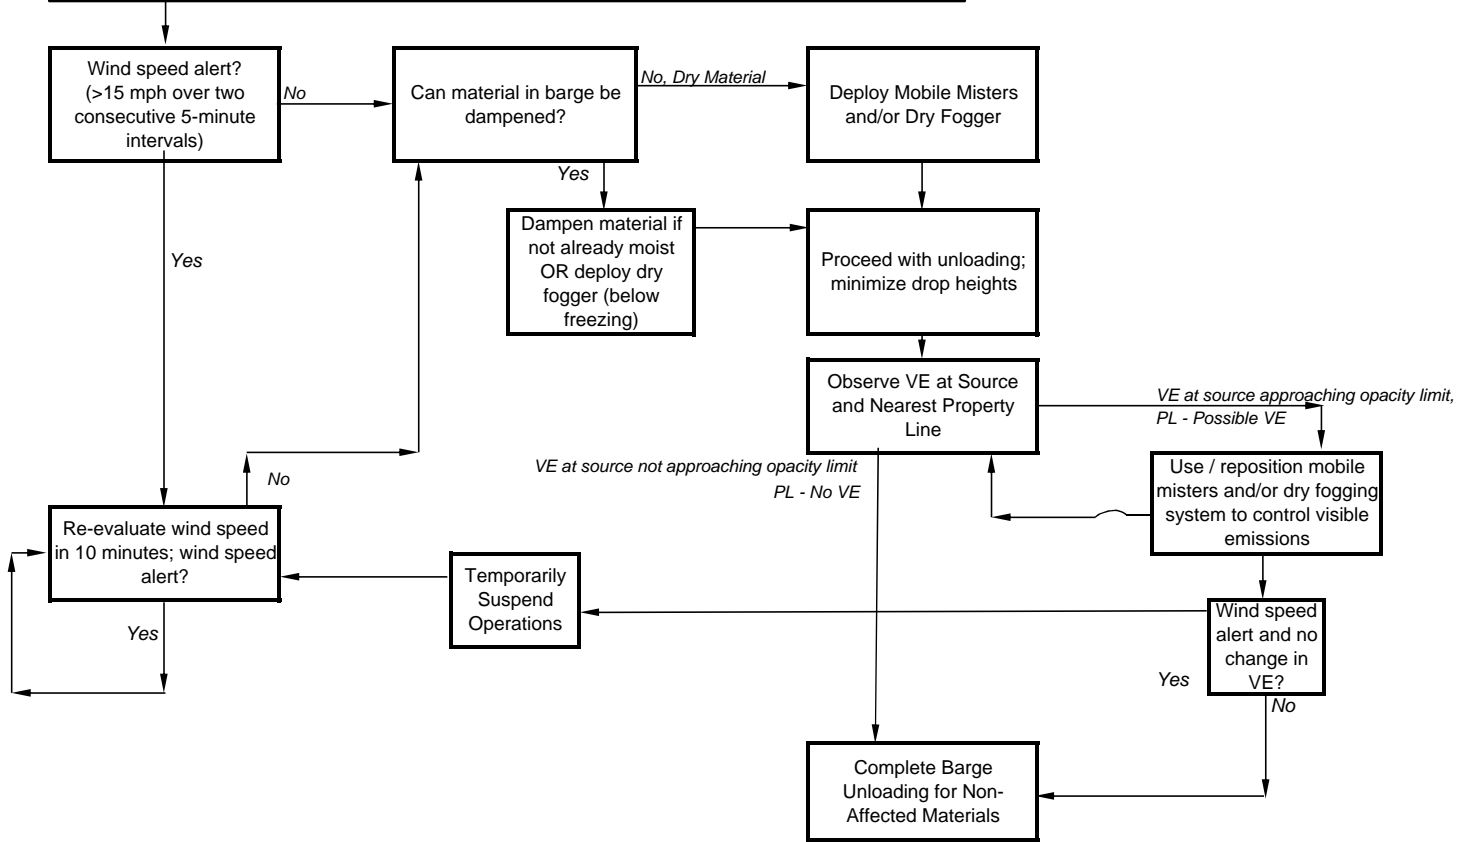 Wind speed alert?
(>15 mph over two
consecutive 5-minute
intervals)
No
Can material in barge be
dampened?
No, Dry Material
Deploy Mobile Misters
and/or Dry Fogger
Yes
Dampen material if
not already moist
OR deploy dry
fogger (below
freezing)
Proceed with unloading;
minimize drop heights
Yes
Observe VE at Source
and Nearest Property
Line
VE at source approaching opacity limit,
PL - Possible VE
VE at source not approaching opacity limit
PL - No VE
Use / reposition mobile
misters and/or dry fogging
system to control visible
emissions
No
Re-evaluate wind speed
in 10 minutes; wind speed
alert?
Temporarily
Suspend
Operations
Wind speed
alert and no
change in
VE?
Yes
Yes
No
Complete Barge
Unloading for Non-
Affected Materials